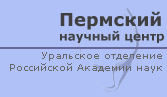 Пермский
научный центр
Уральское отделение
Российской Академии наук